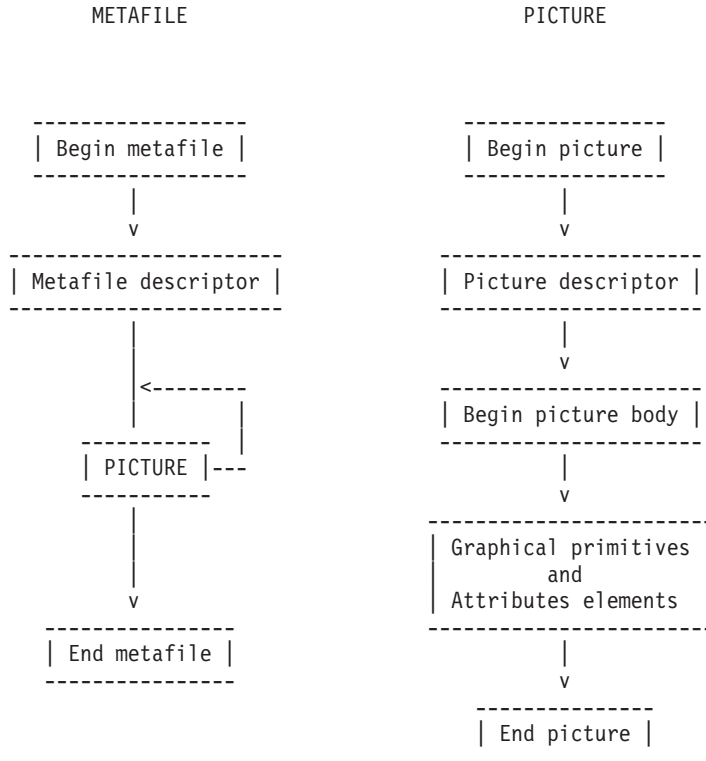 METAFILE
PICTURE
Begin metafile
Begin picture
Metafile descriptor
Picture descriptor
Begin picture body
PICTURE
Graphical primitives
and
Attributes elements
End metafile
End picture